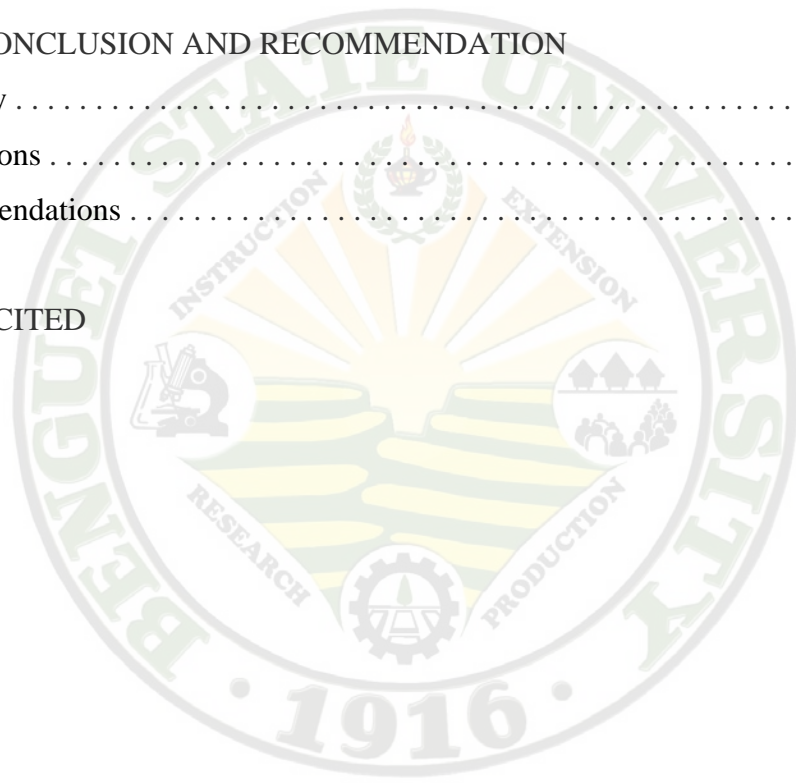 ONCLUSION AND RECOMMENDATION
y . . . . . . . . . . . . . . . . . . . . . . . . . . . . . . . . . . . . . . . . . . . . . . . . .
ons . . . . . . . . . . . . . . . . . . . . . . . . . . . . . . . . . . . . . . . . . . . . . . .
endations . . . . . . . . . . . . . . . . . . . . . . . . . . . . . . . . . . . . . . . . . .
CITED
BENGUET STATE UNIVERSITY
INSTRUCTION
EXTENSION
RESEARCH
PRODUCTION
· 1916 ·